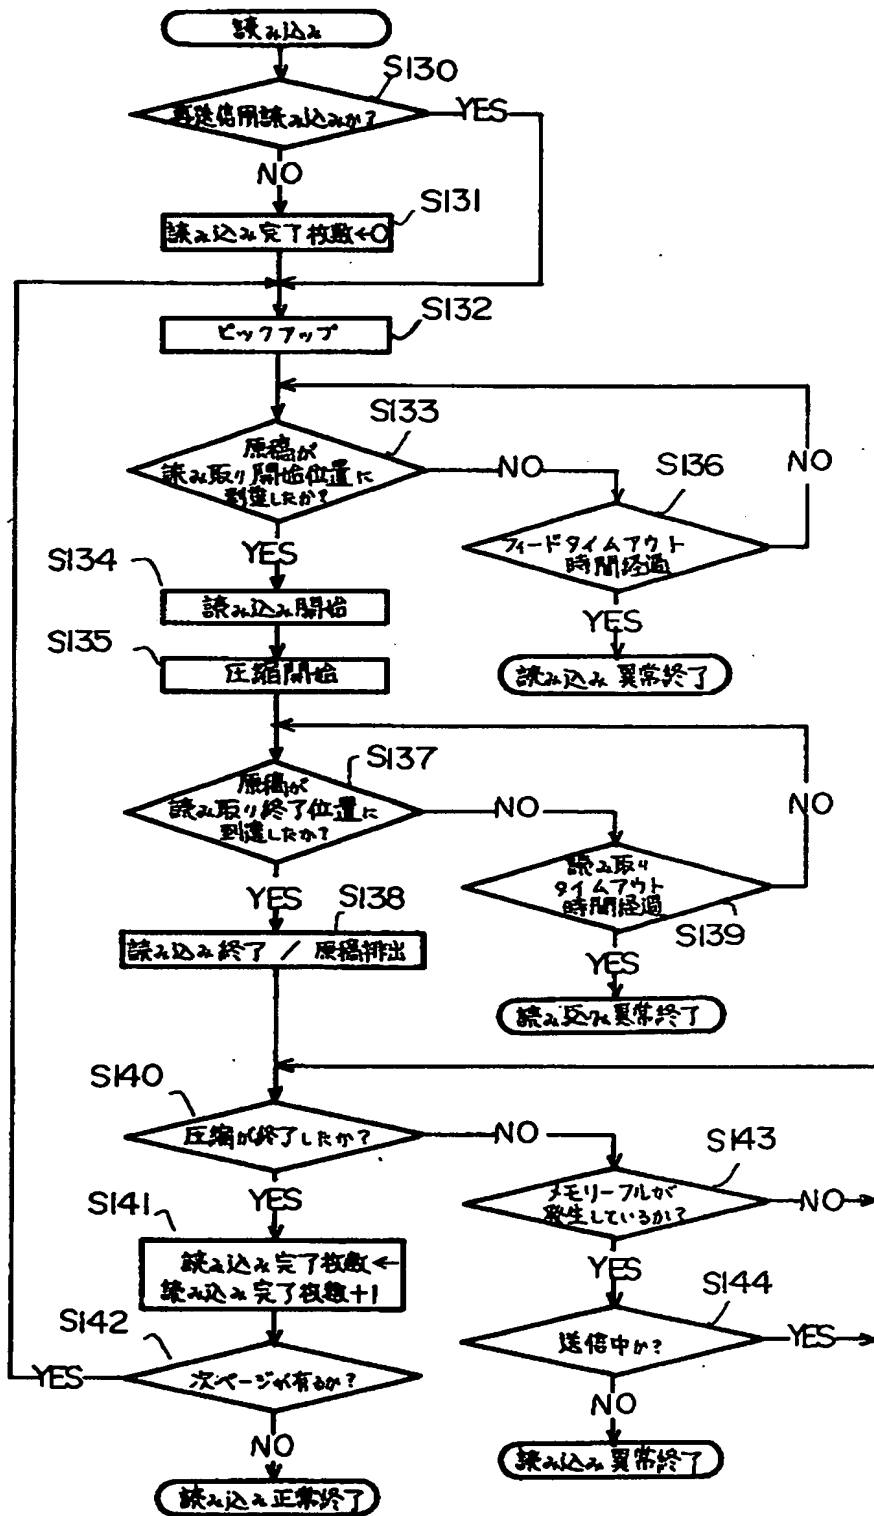 読み込み
S130
再送信用読み込みか?
YES
NO
S131
読み込み完了枚数←0
S132
ピックアップ
S133
原稿が
読み取り開始位置に
到達したか?
NO
S136
NO
フィードタイムアウト
時間経過
YES
YES
S134
読み込み開始
S135
圧縮開始
読み込み異常終了
S137
原稿が
読み取り終了位置に
到達したか?
NO
NO
読み取り
タイムアウト
時間経過
S139
YES
YES
S138
読み込み終了 / 原稿排出
読み込み異常終了
S140
圧縮が終了したか?
NO
S143
メモリーフルが
発生しているか?
NO
YES
YES
S141
読み込み完了枚数←
読み込み完了枚数+1
S144
送信中か?
YES
S142
次ページが有るか?
YES
NO
NO
読み込み異常終了
読み込み正常終了